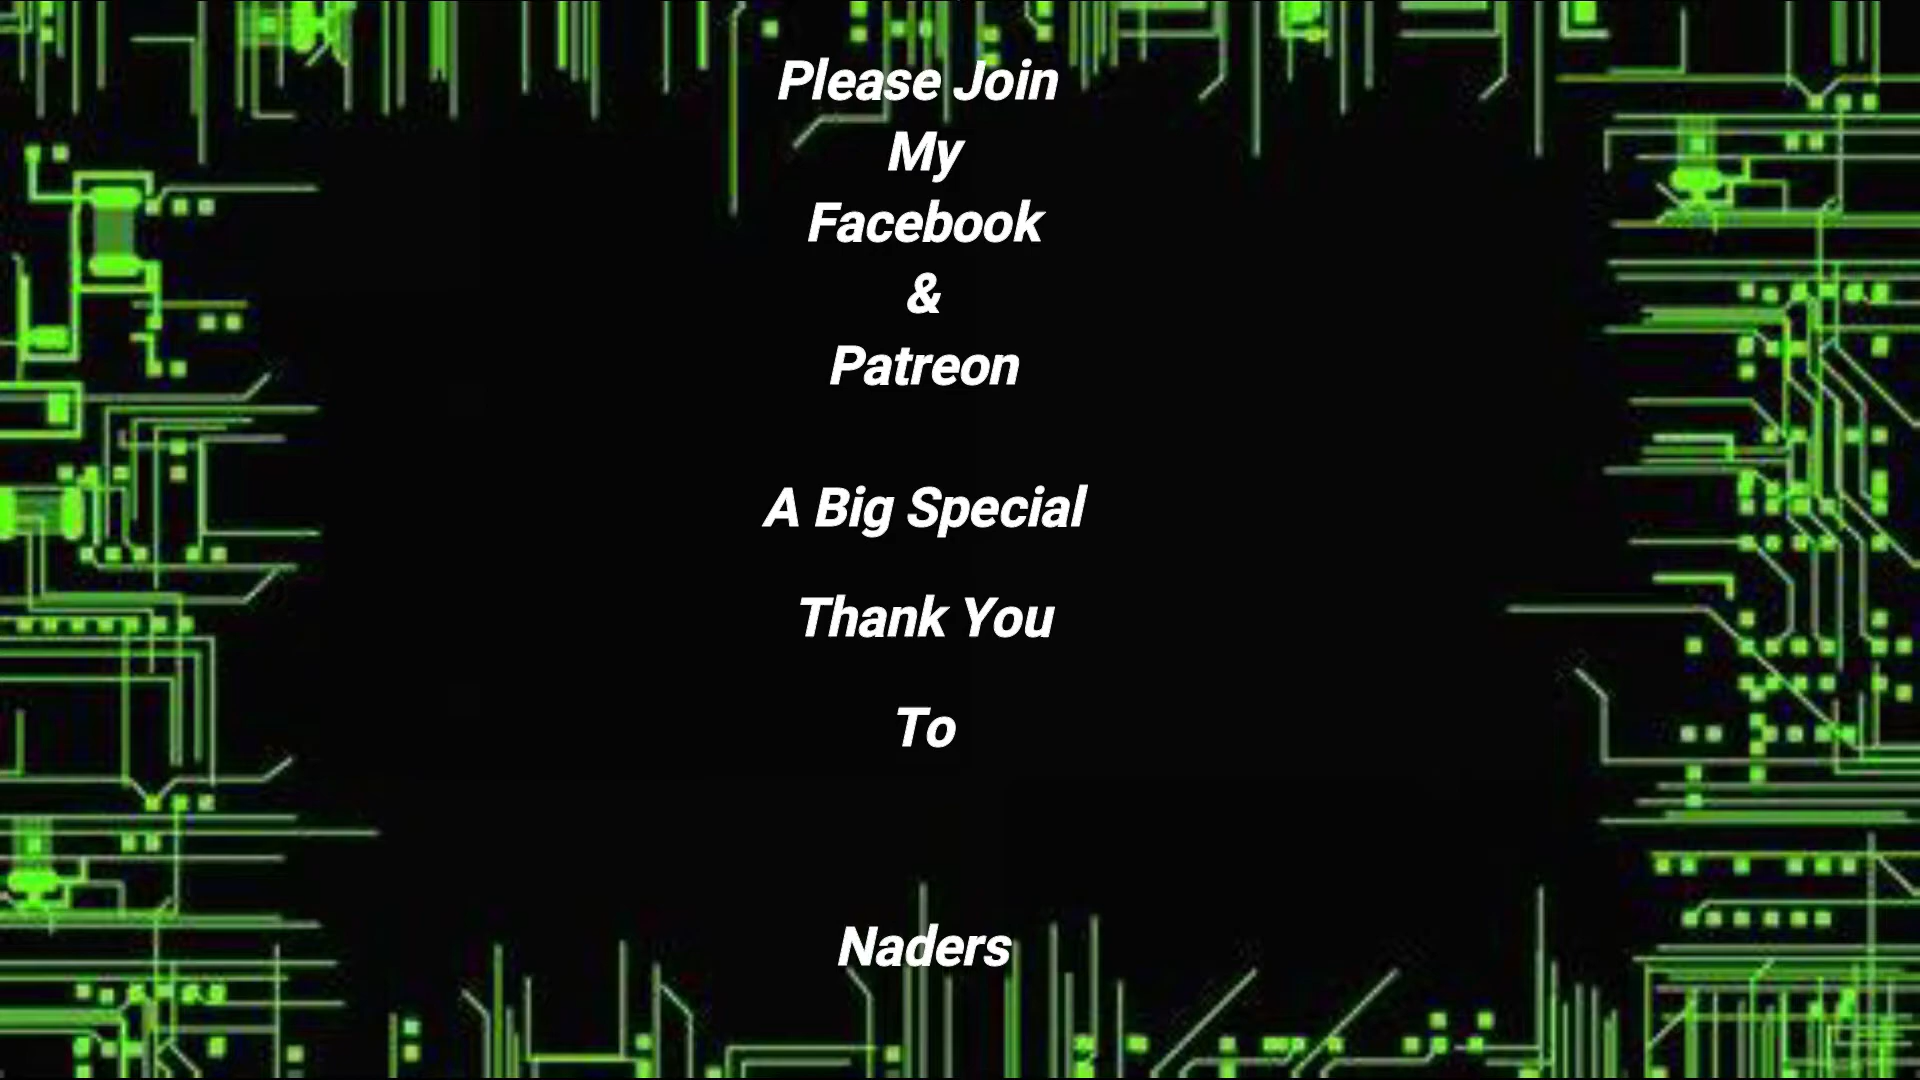 Please Join
My
Facebook
&
Patreon
A Big Special
Thank You
To
Naders